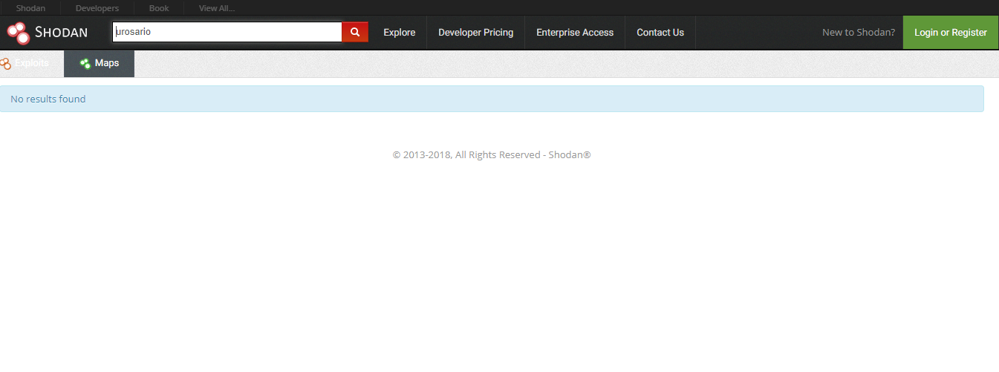 Shodan Developers Book View All...
SHODAN urosario Explore Developer Pricing Enterprise Access Contact Us New to Shodan? Login or Register
Exploits Maps
No results found
© 2013-2018, All Rights Reserved - Shodan®